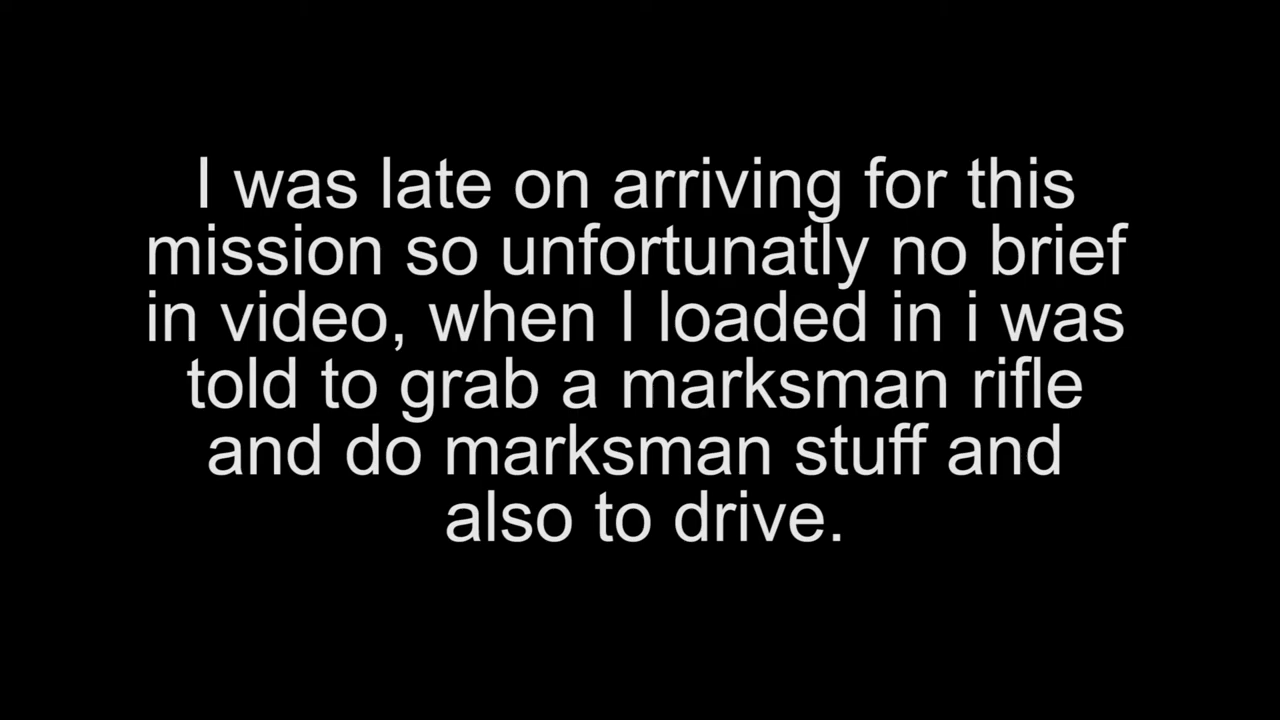 I was late on arriving for this
mission so unfortunatly no brief
in video, when I loaded in i was
told to grab a marksman rifle
and do marksman stuff and
also to drive.